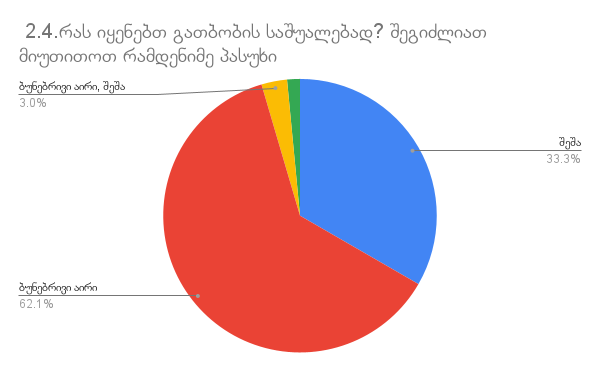 2.4.რას იყენებთ გათბობის საშუალებად? შეგიძლიათ
მიუთითოთ რამდენიმე პასუხი
ბუნებრივი აირი, შეშა
3.0%
შეშა
33.3%
ბუნებრივი აირი
62.1%